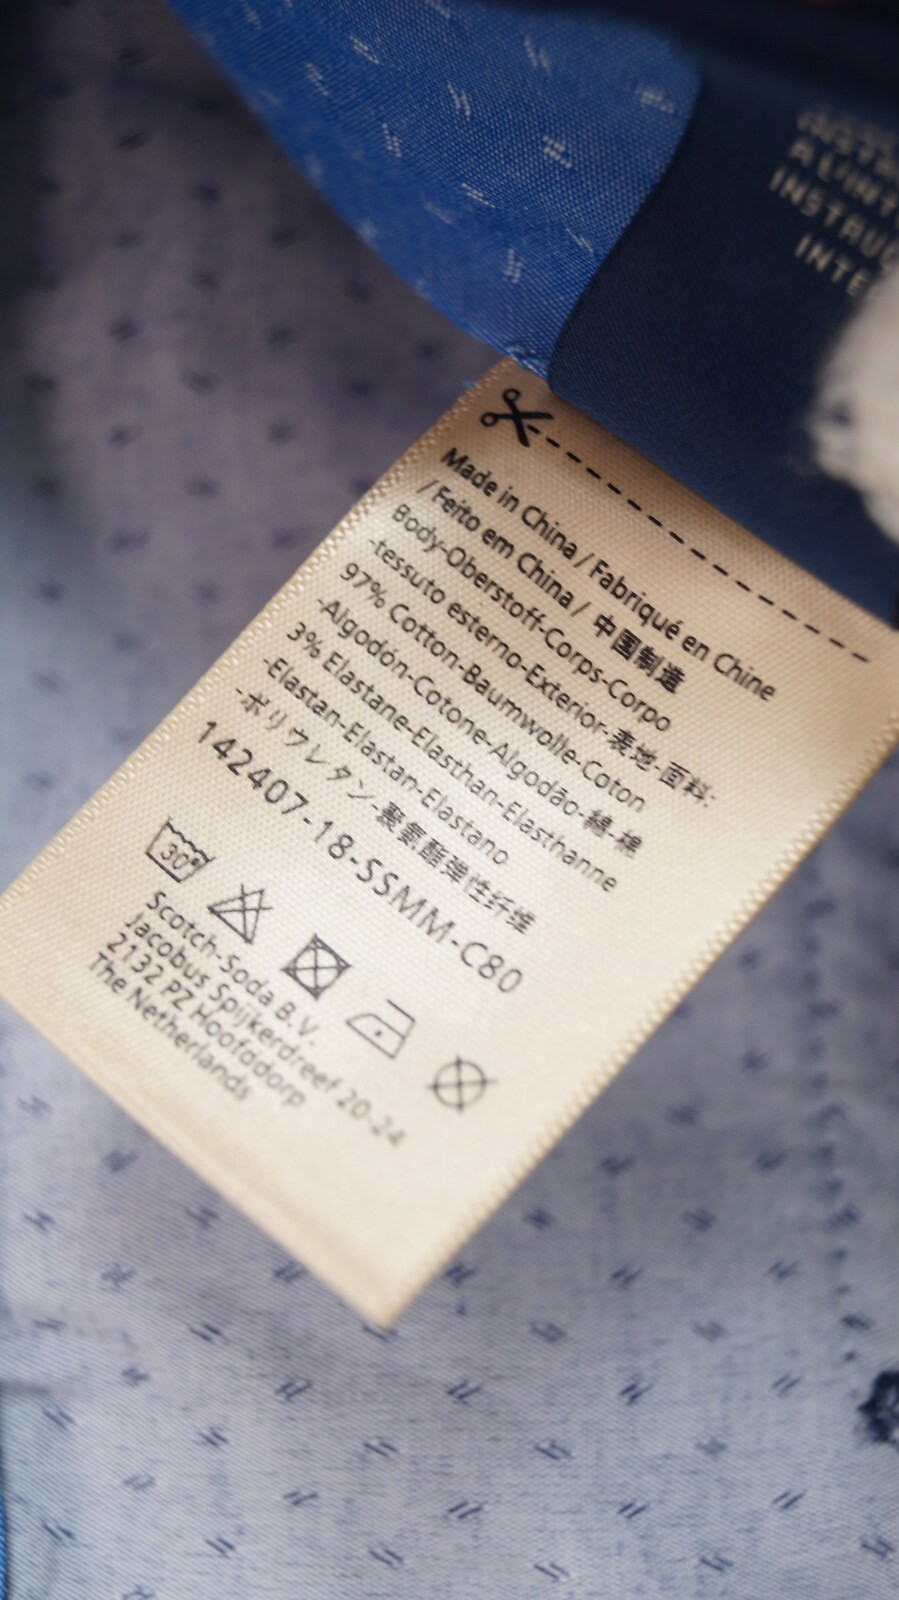 INSTRUC
INTE
Made in China / Fabriqué en Chine
/ Feito em China / 中国制造
Body-Oberstoff-Corps-Corpo
-tessuto esterno-Exterior-表地-面料:
97% Cotton-Baumwolle-Coton
-Algodón-Cotone-Algodão-綿-棉
3% Elastane-Elasthan-Elasthanne
-Elastan-Elastan-Elastano
-ポリウレタン-聚氨酯弹性纤维
142407-18-SSMM-C80
30°
Scotch-Soda B.V.
Jacobus Spijkerdreef 20-24
2132 PZ Hoofddorp
The Netherlands